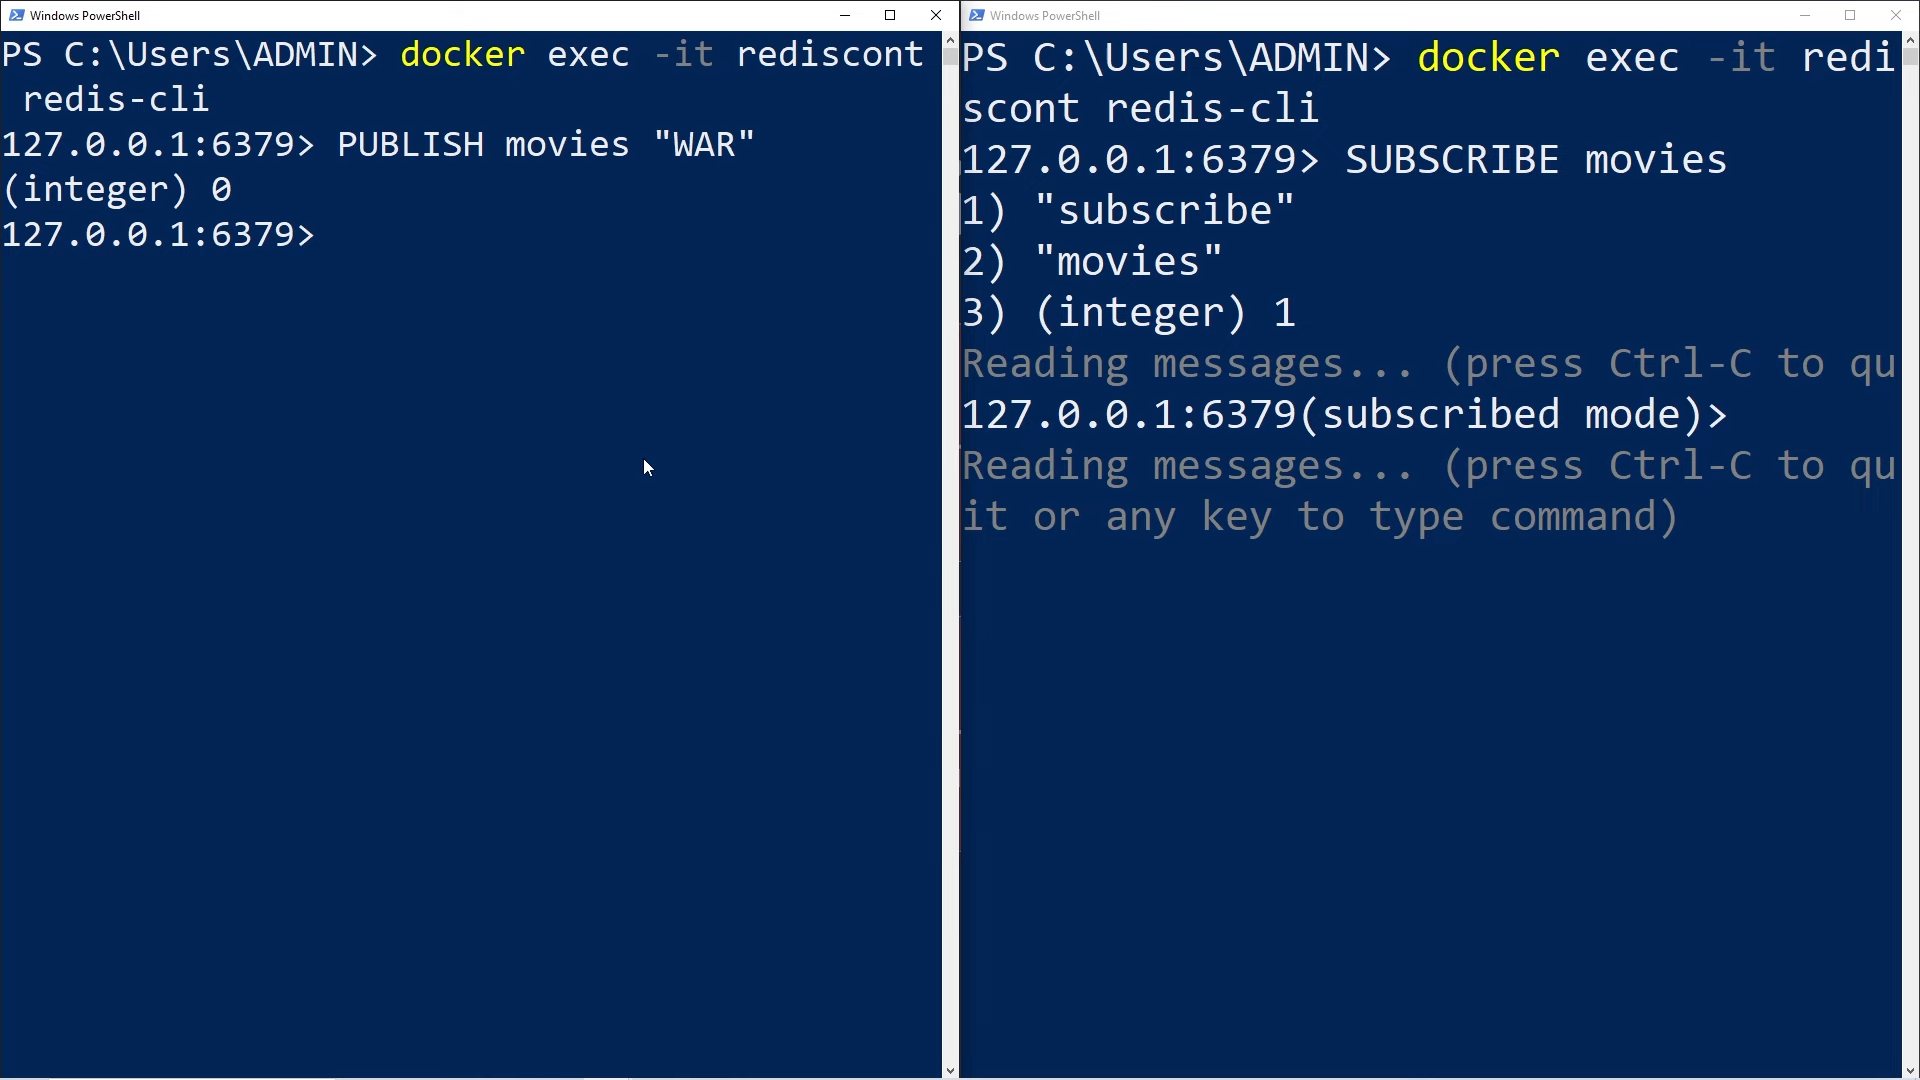 Windows PowerShell
PS C:\Users\ADMIN> docker exec -it rediscont
redis-cli
127.0.0.1:6379> PUBLISH movies "WAR"
(integer) 0
127.0.0.1:6379>
Windows PowerShell
PS C:\Users\ADMIN> docker exec -it redi
scont redis-cli
127.0.0.1:6379> SUBSCRIBE movies
1) "subscribe"
2) "movies"
3) (integer) 1
Reading messages... (press Ctrl-C to qu
127.0.0.1:6379(subscribed mode)>
Reading messages... (press Ctrl-C to qu
it or any key to type command)